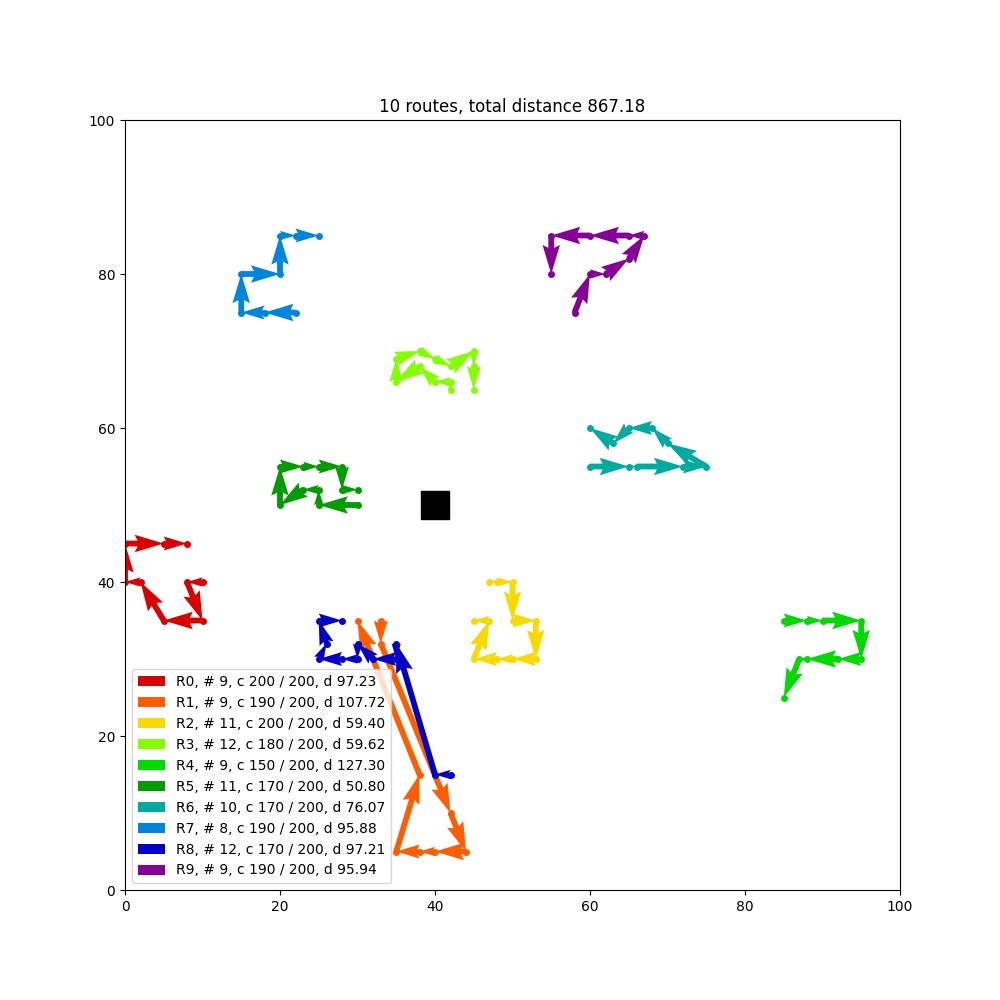 10 routes, total distance 867.18
100
80
60
40
20
0
R0, # 9, c 200 / 200, d 97.23
R1, # 9, c 190 / 200, d 107.72
R2, # 11, c 200 / 200, d 59.40
R3, # 12, c 180 / 200, d 59.62
R4, # 9, c 150 / 200, d 127.30
R5, # 11, c 170 / 200, d 50.80
R6, # 10, c 170 / 200, d 76.07
R7, # 8, c 190 / 200, d 95.88
R8, # 12, c 170 / 200, d 97.21
R9, # 9, c 190 / 200, d 95.94
0 20 40 60 80 100